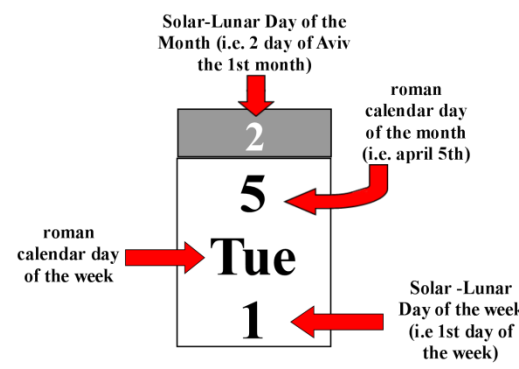 Solar-Lunar Day of the
Month (i.e. 2 day of Aviv
the 1st month)
roman
calendar day
of the month
(i.e. april 5th)
2
5
roman
calendar day
of the week
Tue
Solar -Lunar
Day of the week
(i.e 1st day of
the week)
1